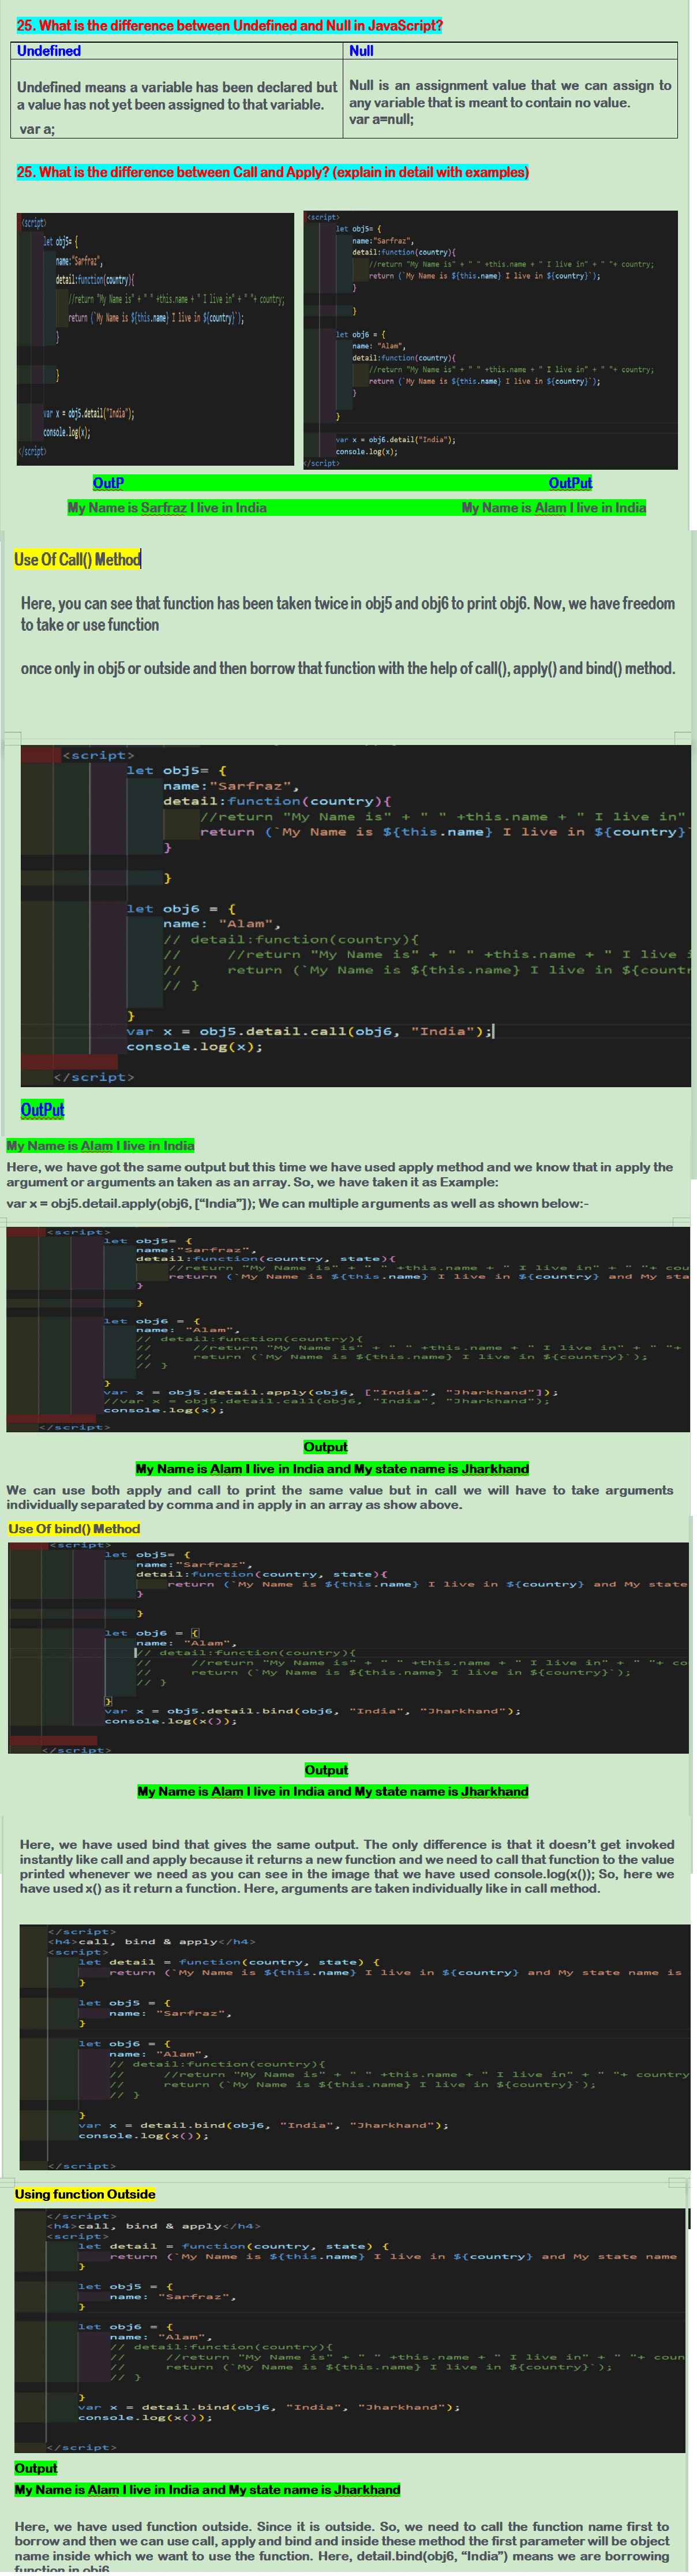 25. What is the difference between Undefined and Null in JavaScript?
Undefined
Null
Undefined means a variable has been declared but
a value has not yet been assigned to that variable.
var a;
Null is an assignment value that we can assign to
any variable that is meant to contain no value.
var a=null;
25. What is the difference between Call and Apply? (explain in detail with examples)
<script>
let obj5= {
name:"Sarfraz",
detail:function(country){
//return "My Name is" + " " +this.name + " I live in" + " "+ country;
return (`My Name is ${this.name} I live in ${country}`);
}
}
var x = obj5.detail("India");
console.log(x);
</script>
<script>
let obj5= {
name:"Sarfraz",
detail:function(country){
//return "My Name is" + " " +this.name + " I live in" + " "+ country;
return (`My Name is ${this.name} I live in ${country}`);
}
}
let obj6 = {
name: "Alam",
detail:function(country){
//return "My Name is" + " " +this.name + " I live in" + " "+ country;
return (`My Name is ${this.name} I live in ${country}`);
}
}
var x = obj6.detail("India");
console.log(x);
</script>
OutP OutPut
My Name is Sarfraz I live in India My Name is Alam I live in India
Use Of Call() Method
Here, you can see that function has been taken twice in obj5 and obj6 to print obj6. Now, we have freedom
to take or use function
once only in obj5 or outside and then borrow that function with the help of call(), apply() and bind() method.
<script>
let obj5= {
name:"Sarfraz",
detail:function(country){
//return "My Name is" + " " +this.name + " I live in"
return (`My Name is ${this.name} I live in ${country}`
}
}
let obj6 = {
name: "Alam",
// detail:function(country){
// //return "My Name is" + " " +this.name + " I live i
// return (`My Name is ${this.name} I live in ${countr
// }
}
var x = obj5.detail.call(obj6, "India");
console.log(x);
</script>
OutPut
My Name is Alam I live in India
Here, we have got the same output but this time we have used apply method and we know that in apply the
argument or arguments an taken as an array. So, we have taken it as Example:
var x = obj5.detail.apply(obj6, [“India”]); We can multiple arguments as well as shown below:-
<script>
let obj5= {
name:"Sarfraz",
detail:function(country, state){
//return "My Name is" + " " +this.name + " I live in" + " "+ cou
return (`My Name is ${this.name} I live in ${country} and My sta
}
}
let obj6 = {
name: "Alam",
// detail:function(country){
// //return "My Name is" + " " +this.name + " I live in" + " "+
// return (`My Name is ${this.name} I live in ${country}`);
// }
}
var x = obj5.detail.apply(obj6, ["India", "Jharkhand"]);
//var x = obj5.detail.call(obj6, "India", "Jharkhand");
console.log(x);
</script>
Output
My Name is Alam I live in India and My state name is Jharkhand
We can use both apply and call to print the same value but in call we will have to take arguments
individually separated by comma and in apply in an array as show above.
Use Of bind() Method
<script>
let obj5= {
name:"Sarfraz",
detail:function(country, state){
return (`My Name is ${this.name} I live in ${country} and My state
}
}
let obj6 = {
name: "Alam",
// detail:function(country){
// //return "My Name is" + " " +this.name + " I live in" + " "+ co
// return (`My Name is ${this.name} I live in ${country}`);
// }
}
var x = obj5.detail.bind(obj6, "India", "Jharkhand");
console.log(x());
</script>
Output
My Name is Alam I live in India and My state name is Jharkhand
Here, we have used bind that gives the same output. The only difference is that it doesn’t get invoked
instantly like call and apply because it returns a new function and we need to call that function to the value
printed whenever we need as you can see in the image that we have used console.log(x()); So, here we
have used x() as it return a function. Here, arguments are taken individually like in call method.
</script>
<h4>call, bind & apply</h4>
<script>
let detail = function(country, state) {
return (`My Name is ${this.name} I live in ${country} and My state name is
}
let obj5 = {
name: "Sarfraz",
}
let obj6 = {
name: "Alam",
// detail:function(country){
// //return "My Name is" + " " +this.name + " I live in" + " "+ country
// return (`My Name is ${this.name} I live in ${country}`);
// }
}
var x = detail.bind(obj6, "India", "Jharkhand");
console.log(x());
</script>
Using function Outside
</script>
<h4>call, bind & apply</h4>
<script>
let detail = function(country, state) {
return (`My Name is ${this.name} I live in ${country} and My state name
}
let obj5 = {
name: "Sarfraz",
}
let obj6 = {
name: "Alam",
// detail:function(country){
// //return "My Name is" + " " +this.name + " I live in" + " "+ coun
// return (`My Name is ${this.name} I live in ${country}`);
// }
}
var x = detail.bind(obj6, "India", "Jharkhand");
console.log(x());
</script>
Output
My Name is Alam I live in India and My state name is Jharkhand
Here, we have used function outside. Since it is outside. So, we need to call the function name first to
borrow and then we can use call, apply and bind and inside these method the first parameter will be object
name inside which we want to use the function. Here, detail.bind(obj6, “India”) means we are borrowing
function in obj6